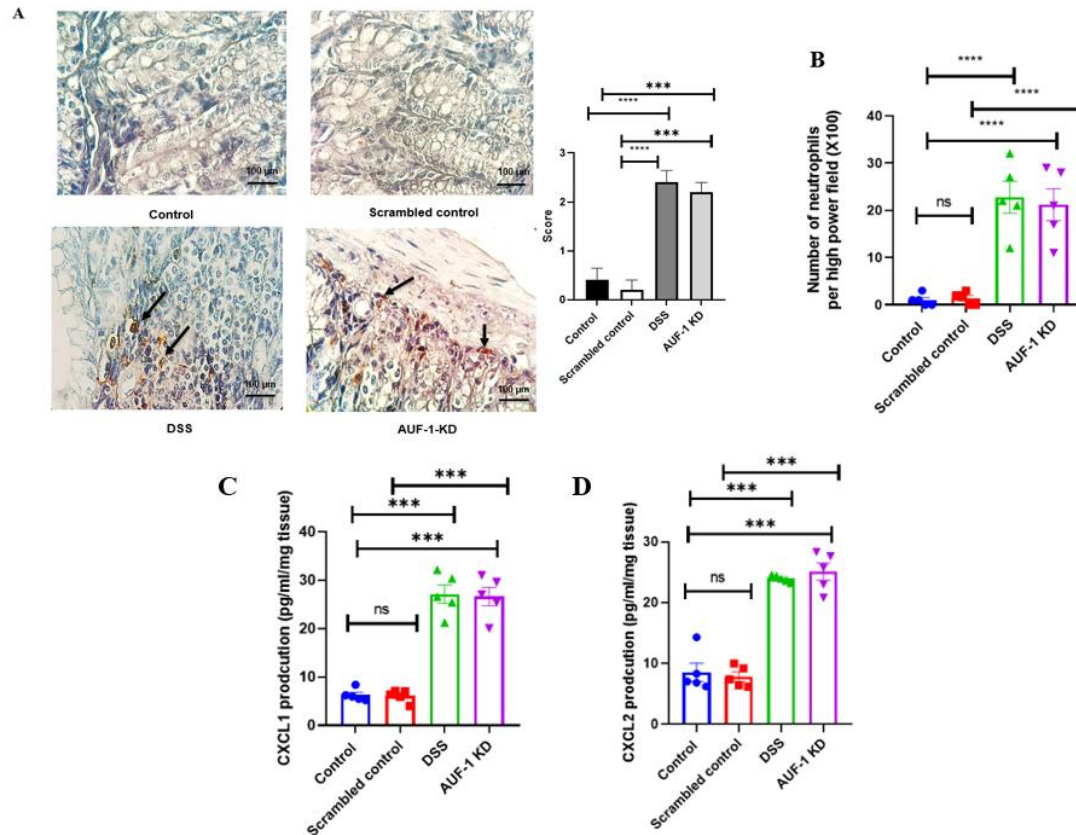 A
100 µm
100 µm
Control
Scrambled control
100 µm
100 µm
DSS
AUF-1-KD
***
****
***
****
Score
0
2
Control
Scrambled control
DSS
AUF-1 KD
B
****
****
****
ns
Number of neutrophils
per high power field (X100)
40
30
20
10
0
Control
Scrambled control
DSS
AUF-1 KD
C
***
***
***
ns
CXCL1 prodcution (pg/ml/mg tissue)
40
30
20
10
0
Control
Scrambled control
DSS
AUF-1 KD
D
***
***
***
ns
CXCL2 prodcution (pg/ml/mg tissue)
30
20
10
0
Control
Scrambled control
DSS
AUF-1 KD